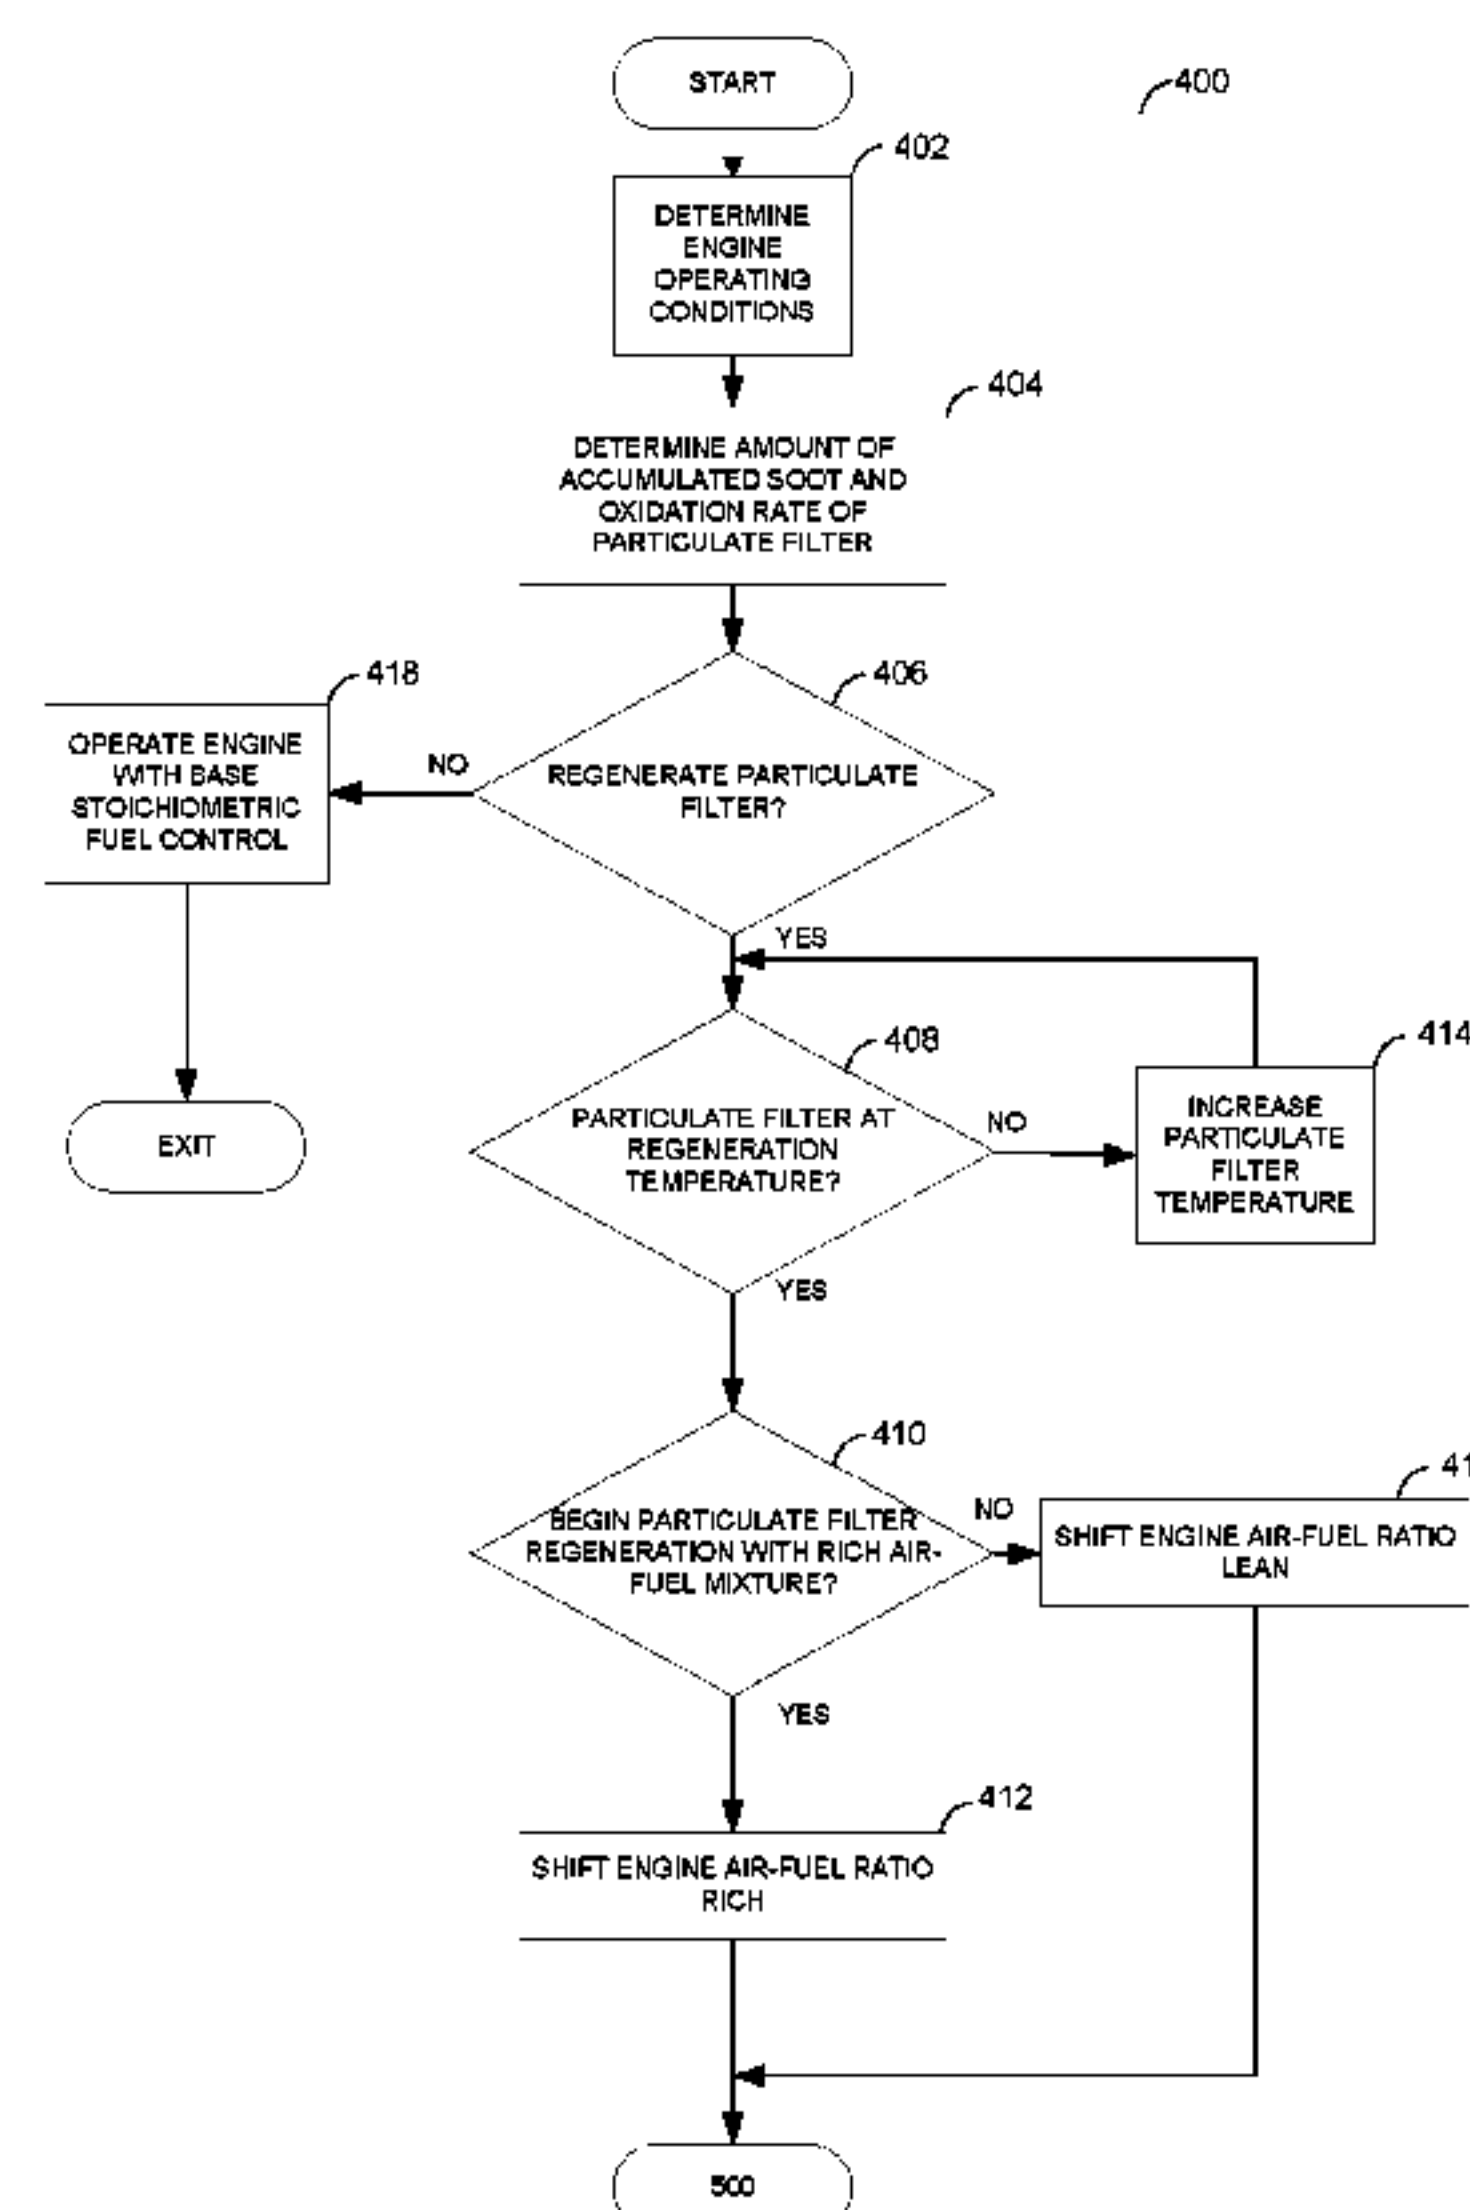 START
400
402
DETERMINE
ENGINE
OPERATING
CONDITIONS
404
DETERMINE AMOUNT OF
ACCUMULATED SOOT AND
OXIDATION RATE OF
PARTICULATE FILTER
418
406
OPERATE ENGINE
WITH BASE
STOICHIOMETRIC
FUEL CONTROL
NO
REGENERATE PARTICULATE
FILTER?
YES
408
414
PARTICULATE FILTER AT
REGENERATION
TEMPERATURE?
NO
INCREASE
PARTICULATE
FILTER
TEMPERATURE
EXIT
YES
410
BEGIN PARTICULATE FILTER
REGENERATION WITH RICH AIR-
FUEL MIXTURE?
NO
SHIFT ENGINE AIR-FUEL RATIO
LEAN
YES
412
SHIFT ENGINE AIR-FUEL RATIO
RICH
500